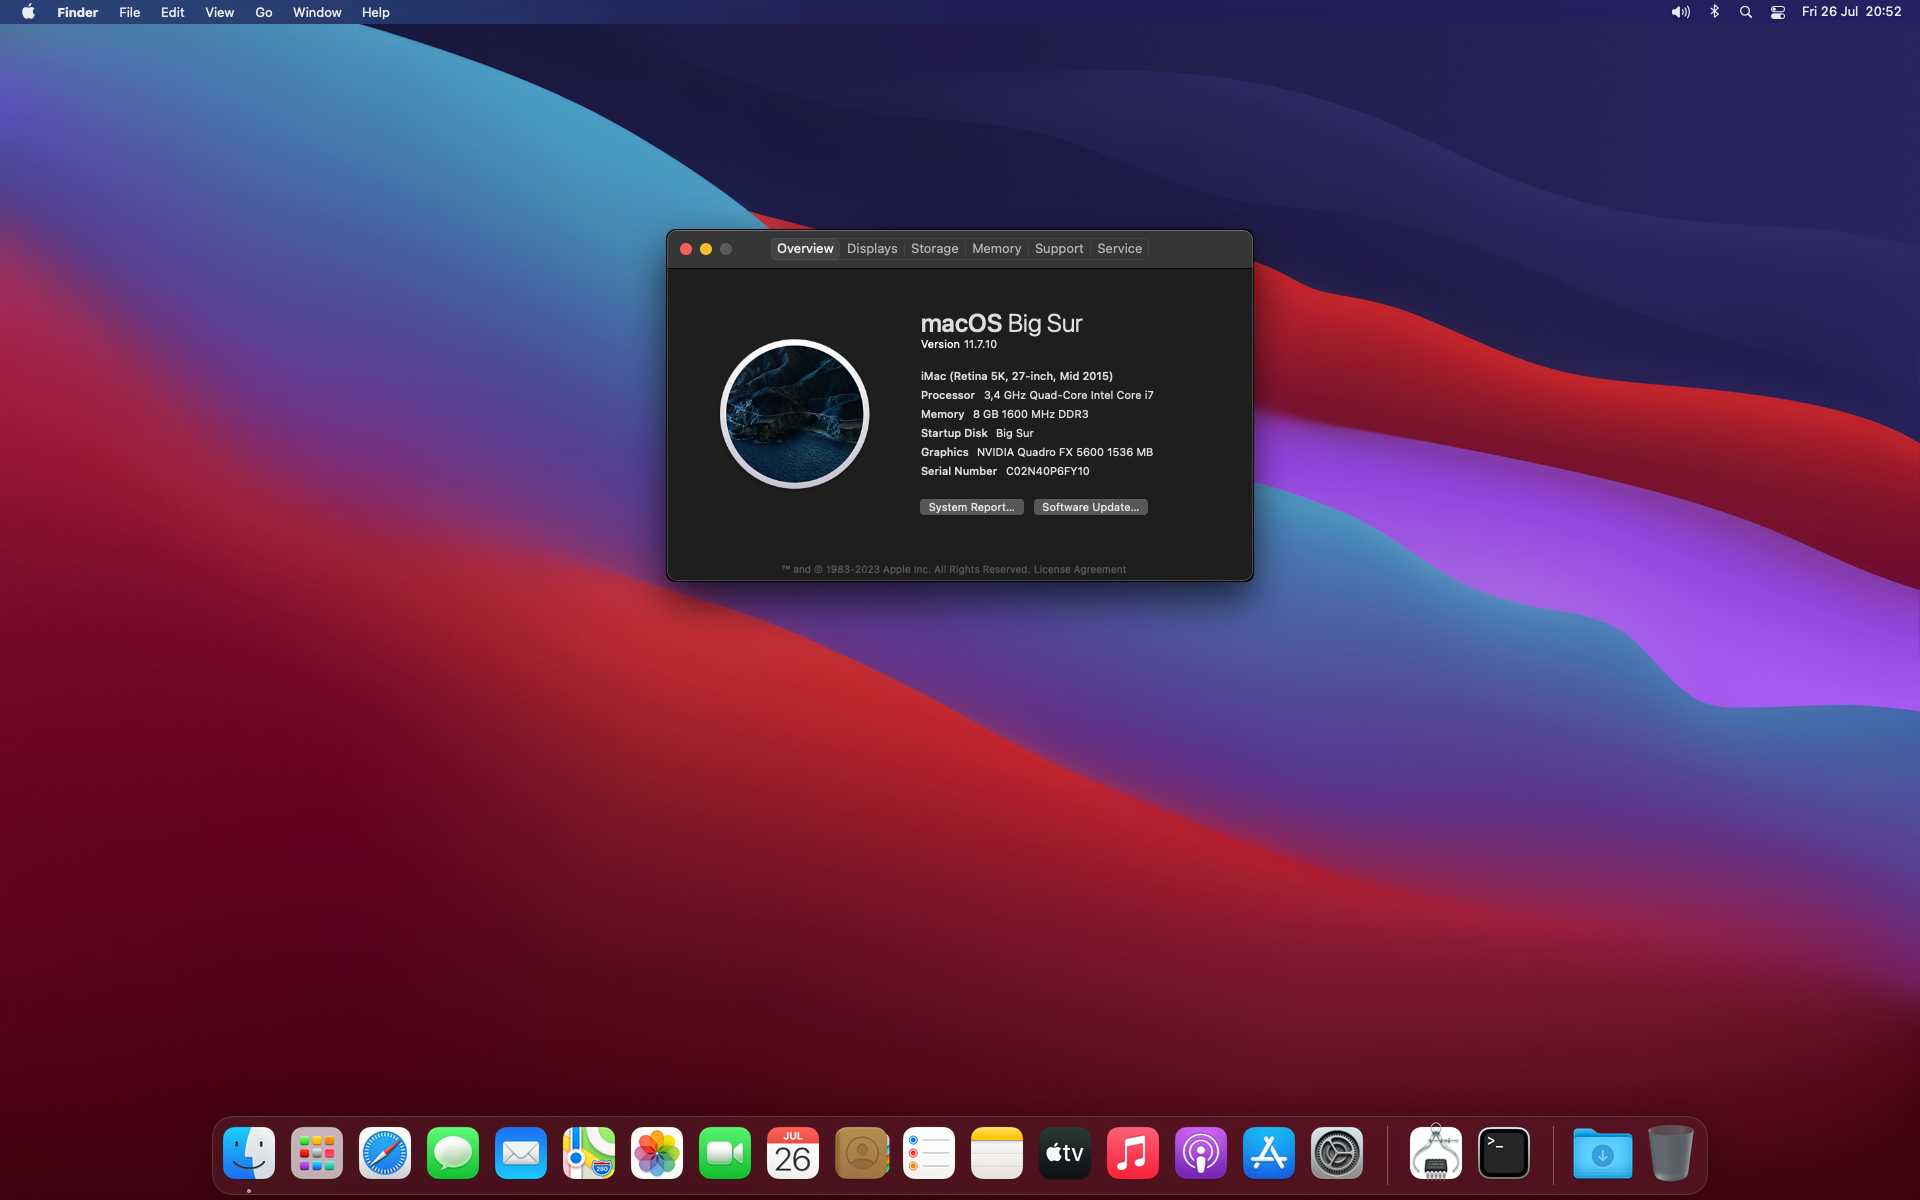 Finder File Edit View Go Window Help
Fri 26 Jul 20:52
Overview Displays Storage Memory Support Service
macOS Big Sur
Version 11.7.10
iMac (Retina 5K, 27-inch, Mid 2015)
Processor 3,4 GHz Quad-Core Intel Core i7
Memory 8 GB 1600 MHz DDR3
Startup Disk Big Sur
Graphics NVIDIA Quadro FX 5600 1536 MB
Serial Number C02N40P6FY10
System Report... Software Update...
™ and © 1983-2023 Apple Inc. All Rights Reserved. License Agreement
280
JUL
26
tv
>_